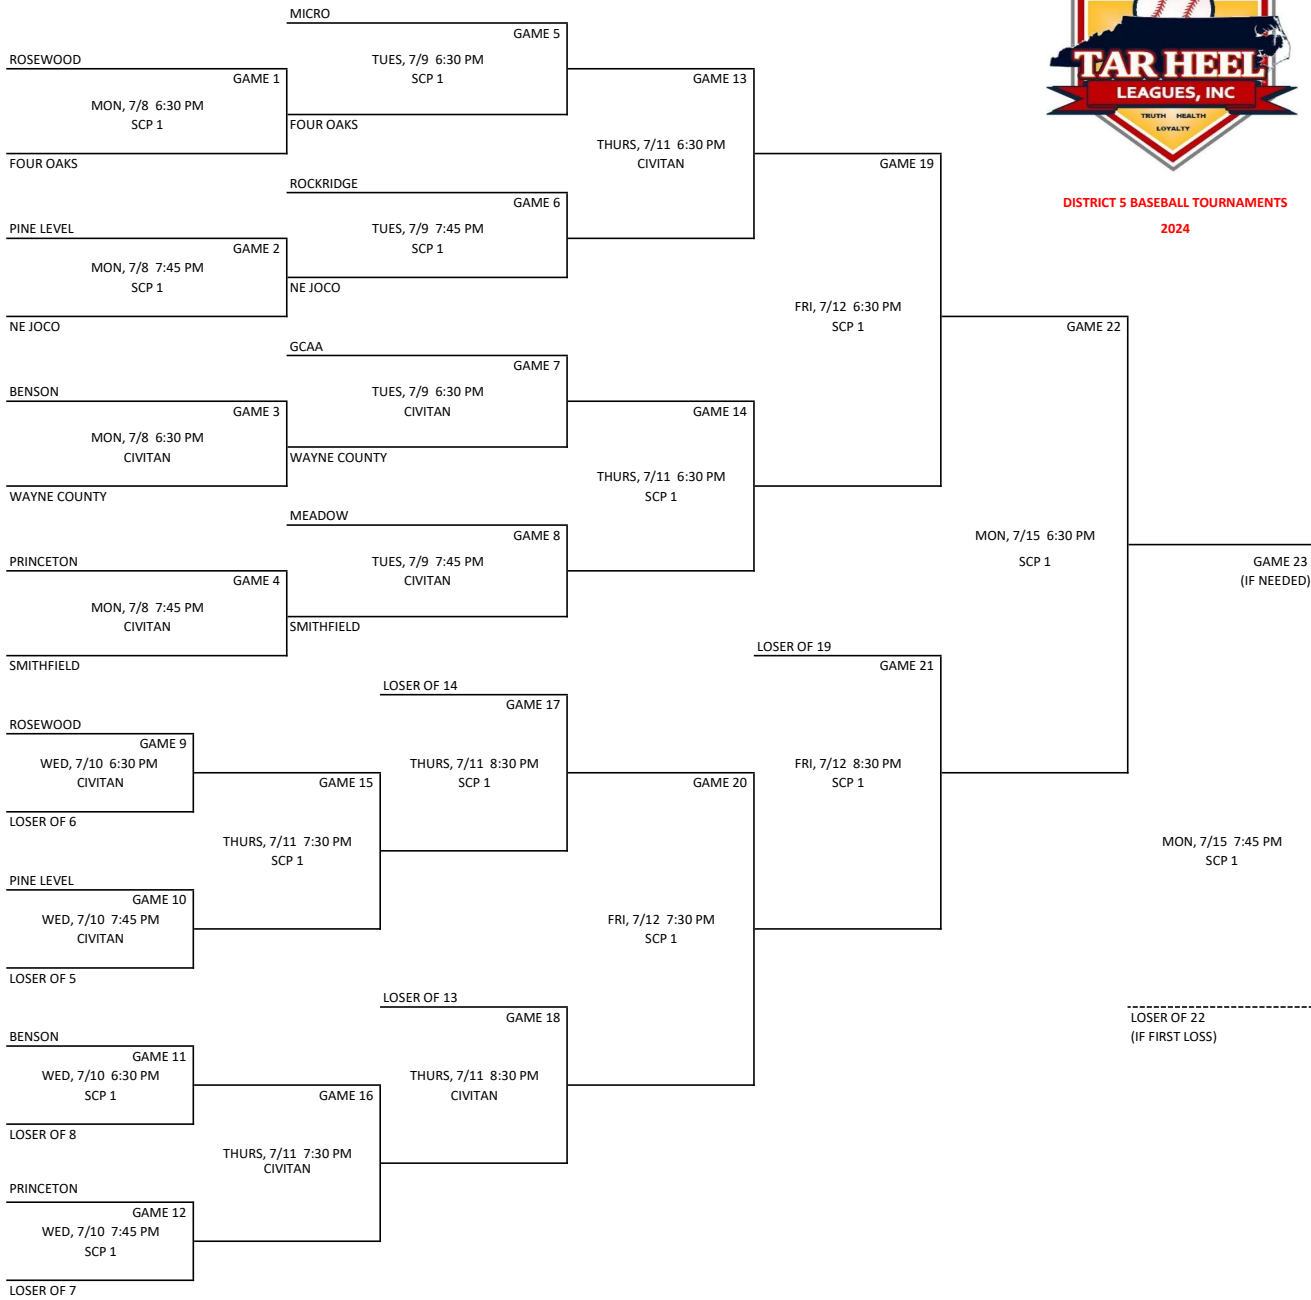 MICRO
GAME 5
ROSEWOOD
TUES, 7/9  6:30 PM
SCP 1
GAME 1
GAME 13
MON, 7/8  6:30 PM
SCP 1
FOUR OAKS
THURS, 7/11  6:30 PM
CIVITAN
FOUR OAKS
GAME 19
ROCKRIDGE
GAME 6
PINE LEVEL
TUES, 7/9  7:45 PM
SCP 1
GAME 2
MON, 7/8  7:45 PM
SCP 1
NE JOCO
NE JOCO
FRI, 7/12  6:30 PM
SCP 1
GAME 22
GCAA
GAME 7
BENSON
TUES, 7/9  6:30 PM
CIVITAN
GAME 3
GAME 14
MON, 7/8  6:30 PM
CIVITAN
WAYNE COUNTY
THURS, 7/11  6:30 PM
SCP 1
WAYNE COUNTY
MEADOW
GAME 8
MON, 7/15  6:30 PM
SCP 1
PRINCETON
TUES, 7/9  7:45 PM
CIVITAN
GAME 23
(IF NEEDED)
GAME 4
MON, 7/8  7:45 PM
CIVITAN
SMITHFIELD
LOSER OF 19
SMITHFIELD
GAME 21
LOSER OF 14
GAME 17
ROSEWOOD
GAME 9
WED, 7/10  6:30 PM
CIVITAN
THURS, 7/11  8:30 PM
SCP 1
FRI, 7/12  8:30 PM
SCP 1
GAME 15
GAME 20
LOSER OF 6
THURS, 7/11  7:30 PM
SCP 1
MON, 7/15  7:45 PM
SCP 1
PINE LEVEL
GAME 10
WED, 7/10  7:45 PM
CIVITAN
FRI, 7/12  7:30 PM
SCP 1
LOSER OF 5
LOSER OF 13
GAME 18
LOSER OF 22
(IF FIRST LOSS)
BENSON
GAME 11
WED, 7/10  6:30 PM
SCP 1
THURS, 7/11  8:30 PM
CIVITAN
GAME 16
LOSER OF 8
THURS, 7/11  7:30 PM
CIVITAN
PRINCETON
GAME 12
WED, 7/10  7:45 PM
SCP 1
LOSER OF 7
TAR HEEL
LEAGUES, INC
TRUTH HEALTH
LOYALTY
DISTRICT 5 BASEBALL TOURNAMENTS
2024